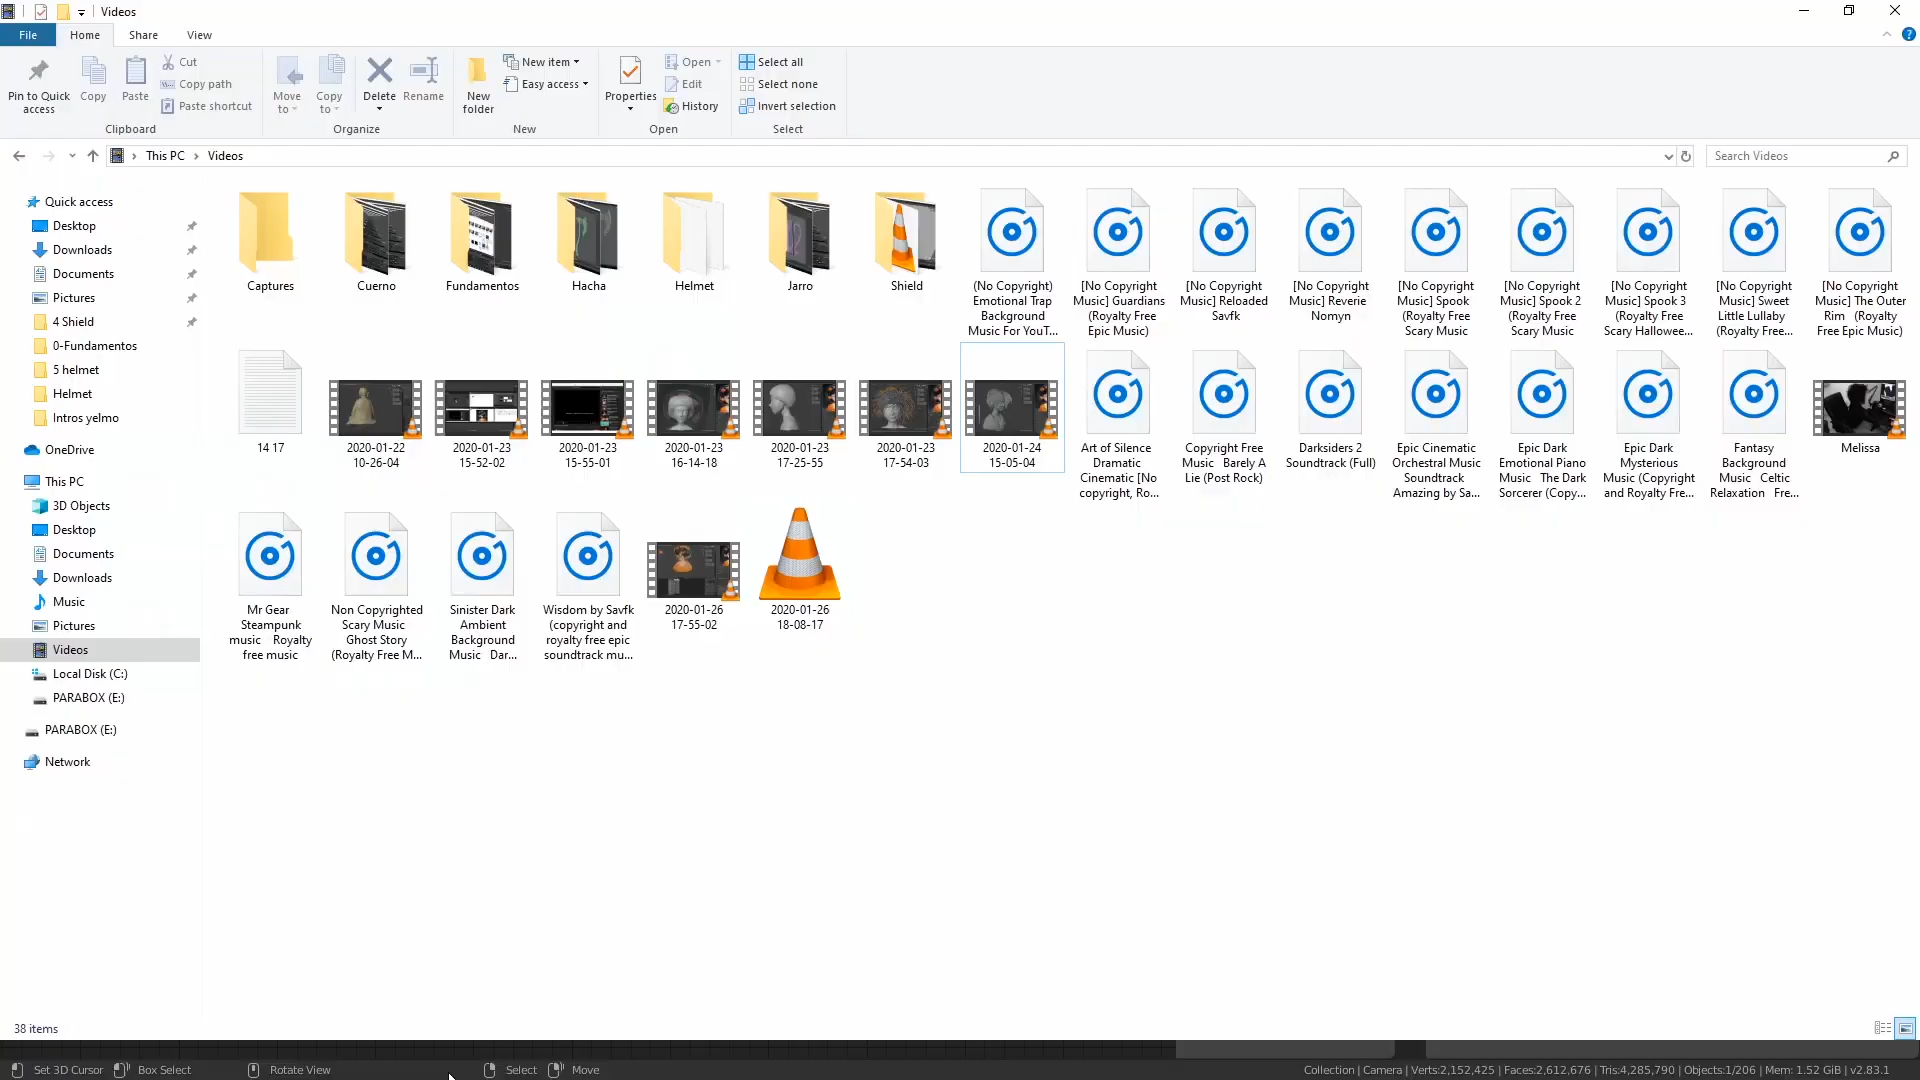 Videos
File Home Share View
Pin to Quick access
Copy
Paste
Cut
Copy path
Paste shortcut
Clipboard
Move to
Copy to
Delete
Rename
Organize
New folder
New item
Easy access
New
Properties
Open
Edit
History
Open
Select all
Select none
Invert selection
Select
This PC > Videos
Search Videos
Quick access
Desktop
Downloads
Documents
Pictures
4 Shield
0-Fundamentos
5 helmet
Helmet
Intros yelmo
OneDrive
This PC
3D Objects
Desktop
Documents
Downloads
Music
Pictures
Videos
Local Disk (C:)
PARABOX (E:)
PARABOX (E:)
Network
Captures
Cuerno
Fundamentos
Hacha
Helmet
Jarro
Shield
(No Copyright)
Emotional Trap
Background
Music For YouT...
[No Copyright
Music] Guardians
(Royalty Free
Epic Music)
[No Copyright
Music] Reloaded
Savfk
[No Copyright
Music] Reverie
Nomyn
[No Copyright
Music] Spook
(Royalty Free
Scary Music
[No Copyright
Music] Spook 2
(Royalty Free
Scary Music
[No Copyright
Music] Spook 3
(Royalty Free
Scary Hallowee...
[No Copyright
Music] Sweet
Little Lullaby
(Royalty Free...
[No Copyright
Music] The Outer
Rim (Royalty
Free Epic Music)
14 17
2020-01-22
10-26-04
2020-01-23
15-52-02
2020-01-23
15-55-01
2020-01-23
16-14-18
2020-01-23
17-25-55
2020-01-23
17-54-03
2020-01-24
15-05-04
Art of Silence
Dramatic
Cinematic [No
copyright, Ro...
Copyright Free
Music Barely A
Lie (Post Rock)
Darksiders 2
Soundtrack (Full)
Epic Cinematic
Orchestral Music
Soundtrack
Amazing by Sa...
Epic Dark
Emotional Piano
Music The Dark
Sorcerer (Copy...
Epic Dark
Mysterious
Music (Copyright
and Royalty Fre...
Fantasy
Background
Music Celtic
Relaxation Fre...
Melissa
Mr Gear
Steampunk
music Royalty
free music
Non Copyrighted
Scary Music
Ghost Story
(Royalty Free M...
Sinister Dark
Ambient
Background
Music Dar...
Wisdom by Savfk
(copyright and
royalty free epic
soundtrack mu...
2020-01-26
17-55-02
2020-01-26
18-08-17
38 items
Set 3D Cursor Box Select Rotate View Select Move Collection | Camera | Verts:2,152,425 | Faces:2,612,676 | Tris:4,285,790 | Objects:1/206 | Mem: 1.52 GiB | v2.83.1